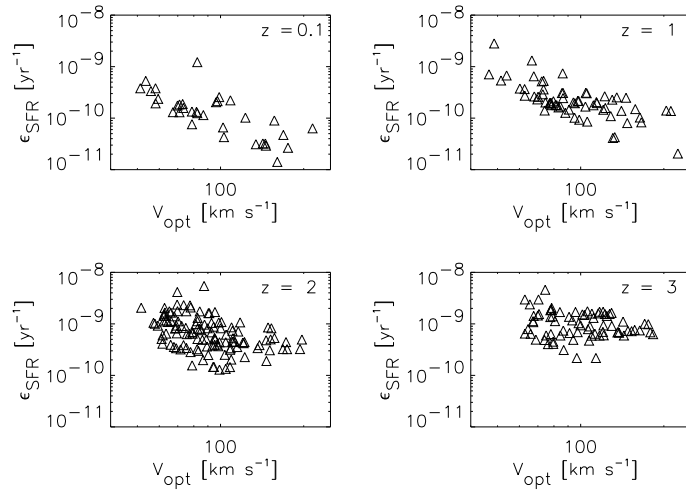 z = 0.1
10⁻⁸
10⁻⁹
10⁻¹⁰
10⁻¹¹
ϵ_SFR [yr⁻¹]
100
V_opt [km s⁻¹]
z = 1
10⁻⁸
10⁻⁹
10⁻¹⁰
10⁻¹¹
ϵ_SFR [yr⁻¹]
100
V_opt [km s⁻¹]
z = 2
10⁻⁸
10⁻⁹
10⁻¹⁰
10⁻¹¹
ϵ_SFR [yr⁻¹]
100
V_opt [km s⁻¹]
z = 3
10⁻⁸
10⁻⁹
10⁻¹⁰
10⁻¹¹
ϵ_SFR [yr⁻¹]
100
V_opt [km s⁻¹]